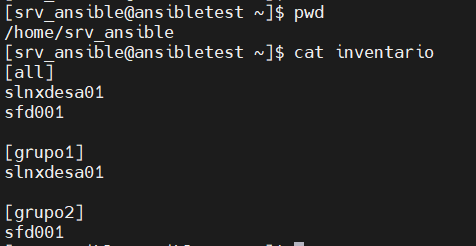 [srv_ansible@ansibletest ~]$ pwd
/home/srv_ansible
[srv_ansible@ansibletest ~]$ cat inventario
[all]
slnxdesa01
sfd001
[grupo1]
slnxdesa01
[grupo2]
sfd001